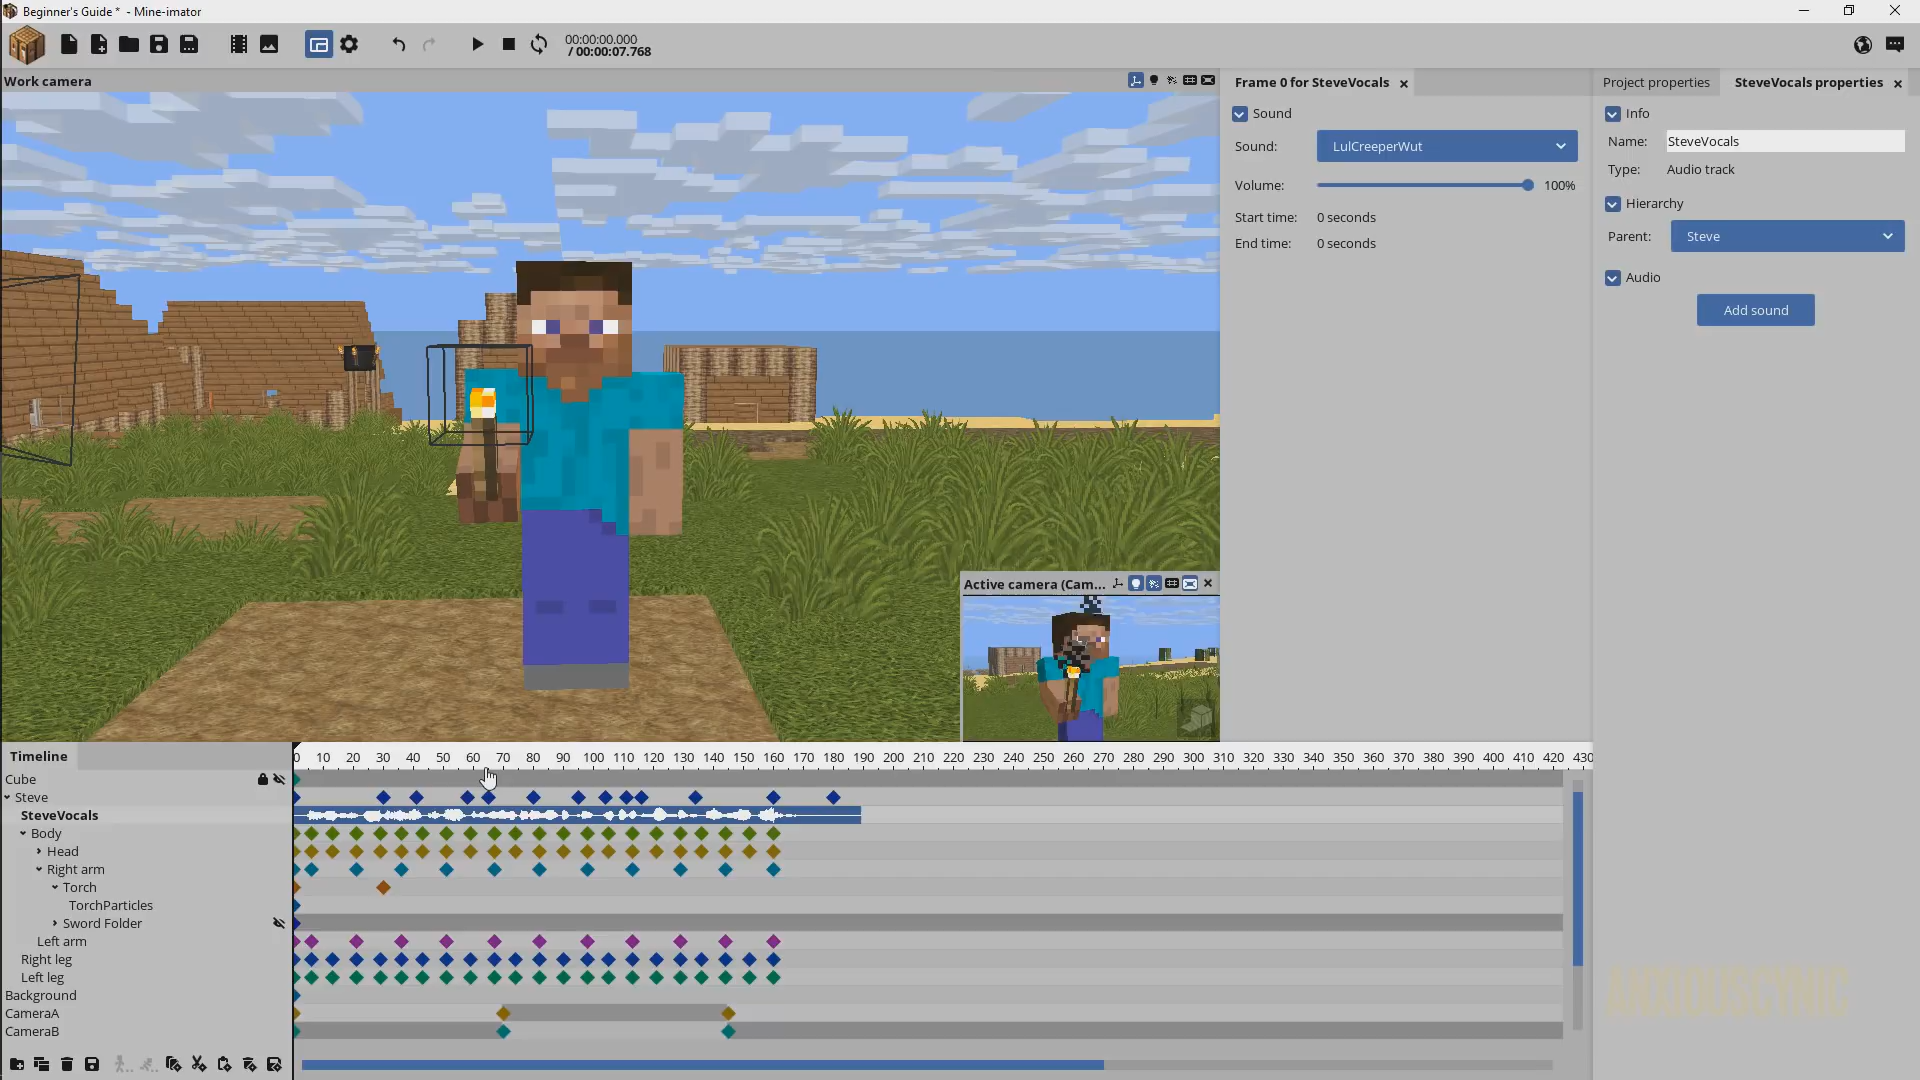 Beginner's Guide * - Mine-imator
00:00:00.000
/ 00:00:07.768
Work camera
Frame 0 for SteveVocals
Project properties
SteveVocals properties
Sound
Sound:
LulCreeperWut
Volume:
100%
Start time:
0 seconds
End time:
0 seconds
Info
Name:
SteveVocals
Type:
Audio track
Hierarchy
Parent:
Steve
Audio
Add sound
Active camera (Cam...
Timeline
0 10 20 30 40 50 60 70 80 90 100 110 120 130 140 150 160 170 180 190 200 210 220 230 240 250 260 270 280 290 300 310 320 330 340 350 360 370 380 390 400 410 420 430
Cube
Steve
SteveVocals
Body
Head
Right arm
Torch
TorchParticles
Sword Folder
Left arm
Right leg
Left leg
Background
CameraA
CameraB
ANXIOUSCYNIC